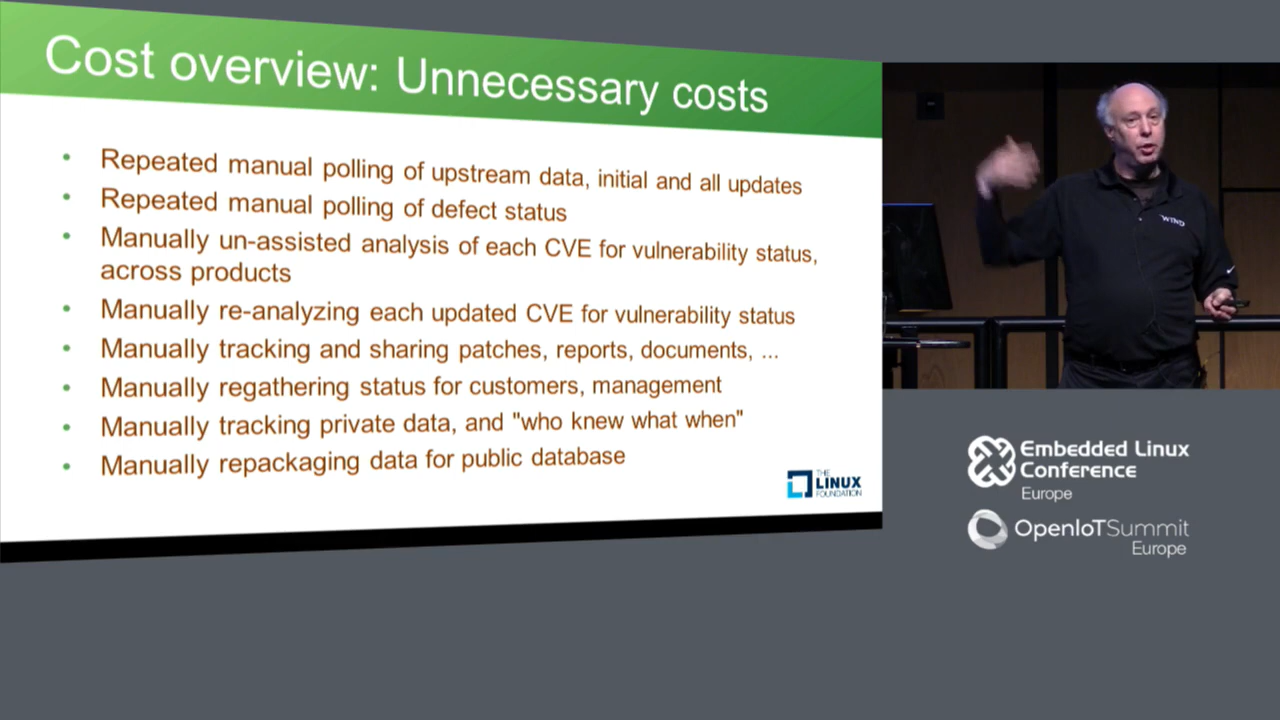 Cost overview: Unnecessary costs
Repeated manual polling of upstream data, initial and all updates
Repeated manual polling of defect status
Manually un-assisted analysis of each CVE for vulnerability status,
across products
Manually re-analyzing each updated CVE for vulnerability status
Manually tracking and sharing patches, reports, documents, ...
Manually regathering status for customers, management
Manually tracking private data, and "who knew what when"
Manually repackaging data for public database
THE
LINUX
FOUNDATION
WIND
Embedded Linux
Conference
Europe
OpenIoTSummit
Europe